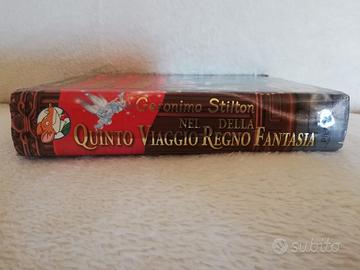 Geronimo Stilton
NEL DELLA
QUINTO VIAGGIO REGNO FANTASIA
subito